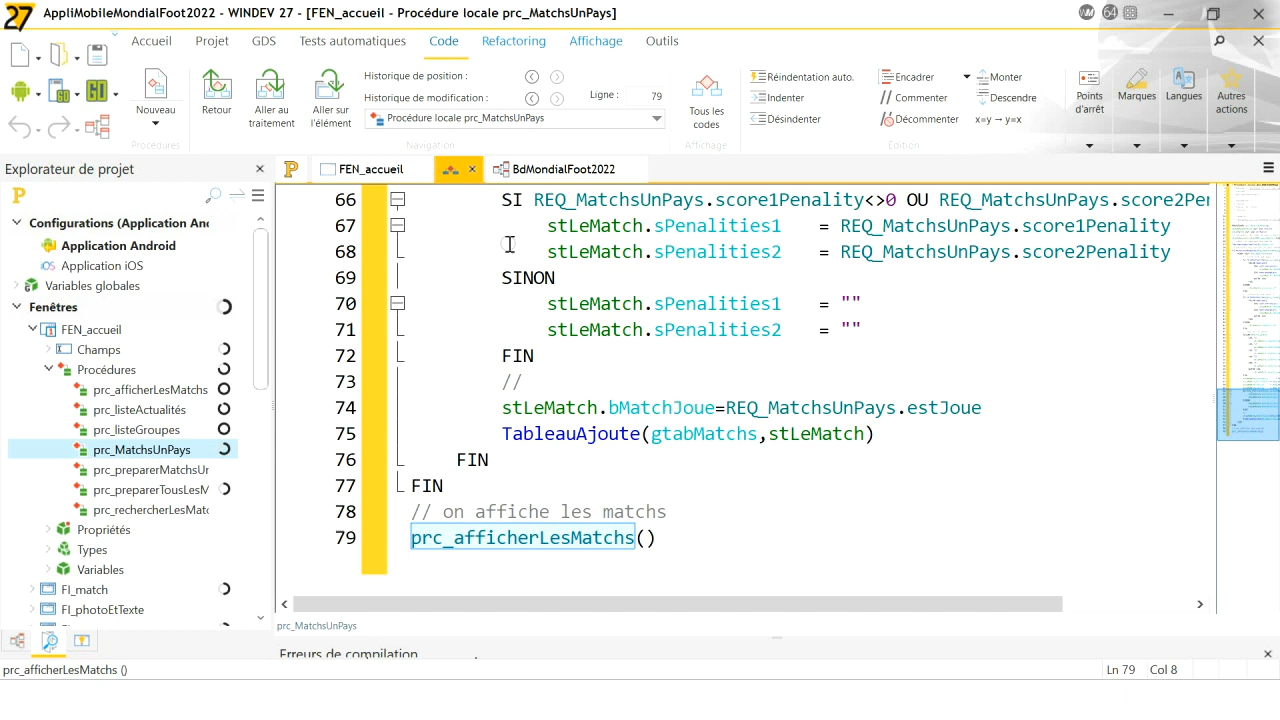 27 AppliMobileMondialFoot2022 - WINDEV 27 - [FEN_accueil - Procédure locale prc_MatchsUnPays]
WM 64
Accueil Projet GDS Tests automatiques Code Refactoring Affichage Outils
Nouveau
Procédures
Retour
Aller au traitement
Aller sur l'élément
Historique de position :
Historique de modification :
Ligne : 79
Procédure locale prc_MatchsUnPays
Navigation
Tous les codes
Affichage
Réindentation auto.
Indenter
Désindenter
Encadrer
Commenter
Décommenter
Monter
Descendre
x=y → y=x
Edition
Points d'arrêt
Marques
Langues
Autres actions
Explorateur de projet
FEN_accueil
BdMondialFoot2022
Configurations (Application An
Application Android
Application iOS
Variables globales
Fenêtres
FEN_accueil
Champs
Procédures
prc_afficherLesMatchs
prc_listeActualités
prc_listeGroupes
prc_MatchsUnPays
prc_preparerMatchsUr
prc_preparerTousLesM
prc_rechercherLesMatc
Propriétés
Types
Variables
FI_match
FI_photoEtTexte
66 SI REQ_MatchsUnPays.score1Penality<>0 OU REQ_MatchsUnPays.score2Per
67 stLeMatch.sPenalities1 = REQ_MatchsUnPays.score1Penality
68 stLeMatch.sPenalities2 = REQ_MatchsUnPays.score2Penality
69 SINON
70 stLeMatch.sPenalities1 = ""
71 stLeMatch.sPenalities2 = ""
72 FIN
73 //
74 stLeMatch.bMatchJoue=REQ_MatchsUnPays.estJoue
75 TableauAjoute(gtabMatchs,stLeMatch)
76 FIN
77 FIN
78 // on affiche les matchs
79 prc_afficherLesMatchs()
prc_MatchsUnPays
Erreurs de compilation
prc_afficherLesMatchs ()
Ln 79 Col 8